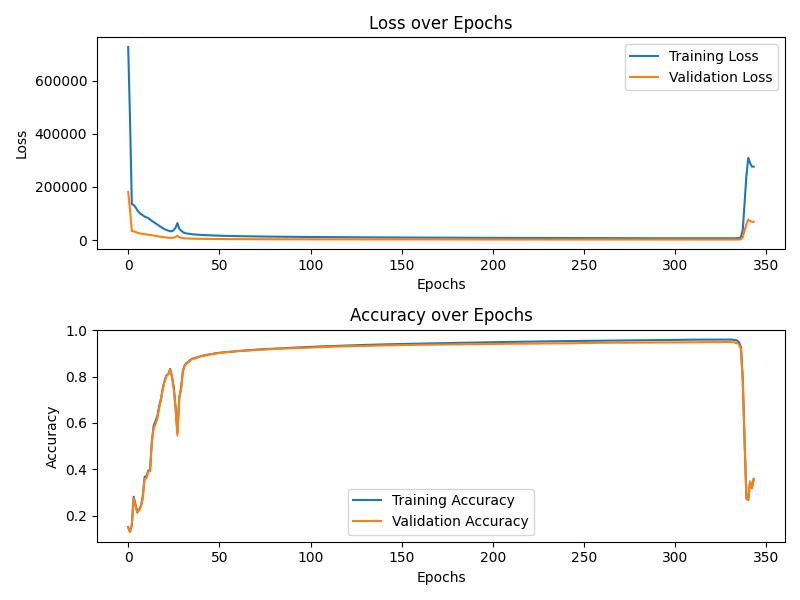 Loss over Epochs
Training Loss
Validation Loss
600000
400000
200000
0
Loss
0 50 100 150 200 250 300 350
Epochs
Accuracy over Epochs
1.0
0.8
0.6
0.4
0.2
Accuracy
Training Accuracy
Validation Accuracy
0 50 100 150 200 250 300 350
Epochs